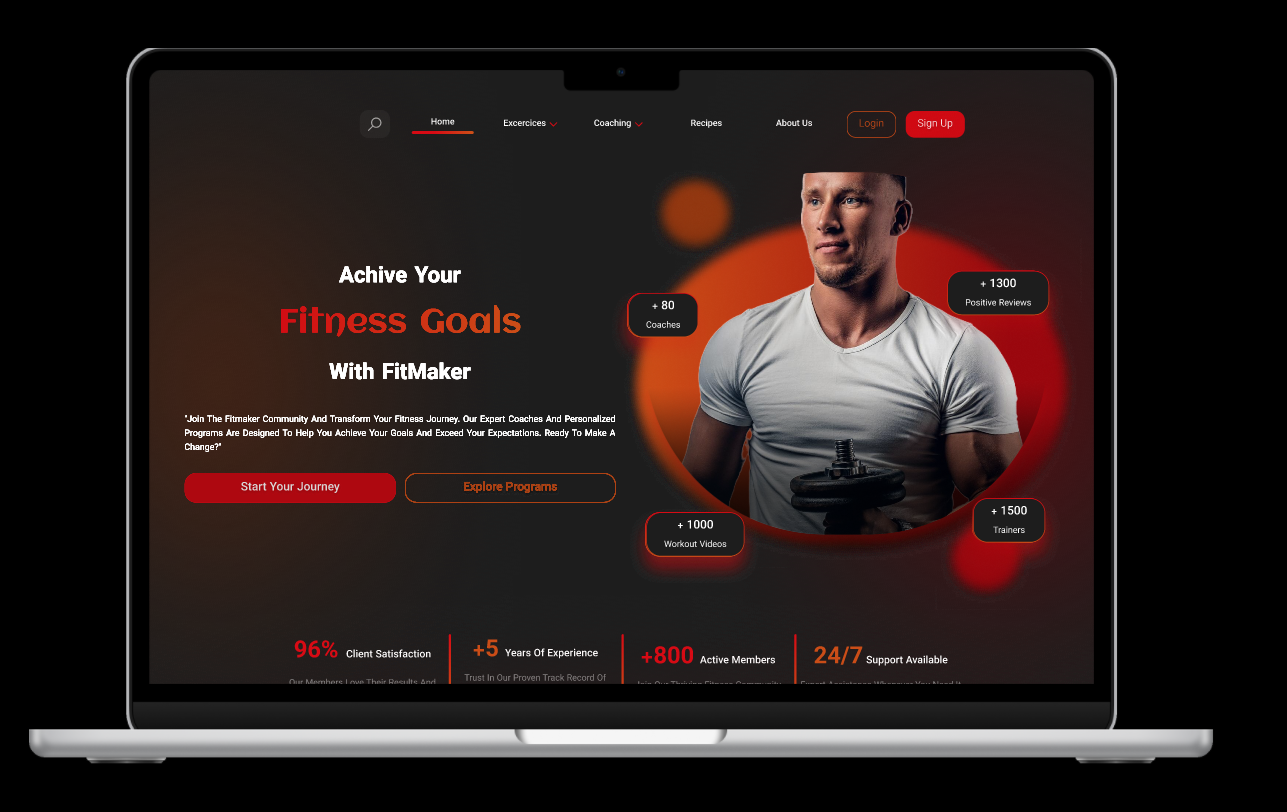 Home
Excercices
Coaching
Recipes
About Us
Login
Sign Up
Achive Your
Fitness Goals
With FitMaker
"Join The Fitmaker Community And Transform Your Fitness Journey. Our Expert Coaches And Personalized
Programs Are Designed To Help You Achieve Your Goals And Exceed Your Expectations. Ready To Make A
Change?"
Start Your Journey
Explore Programs
+ 80
Coaches
+ 1300
Positive Reviews
+ 1000
Workout Videos
+ 1500
Trainers
96% Client Satisfaction
Our Members Love Their Results And
+5 Years Of Experience
Trust In Our Proven Track Record Of
+800 Active Members
Join Our Thriving Fitness Community
24/7 Support Available
Expert Assistance Whenever You Need It